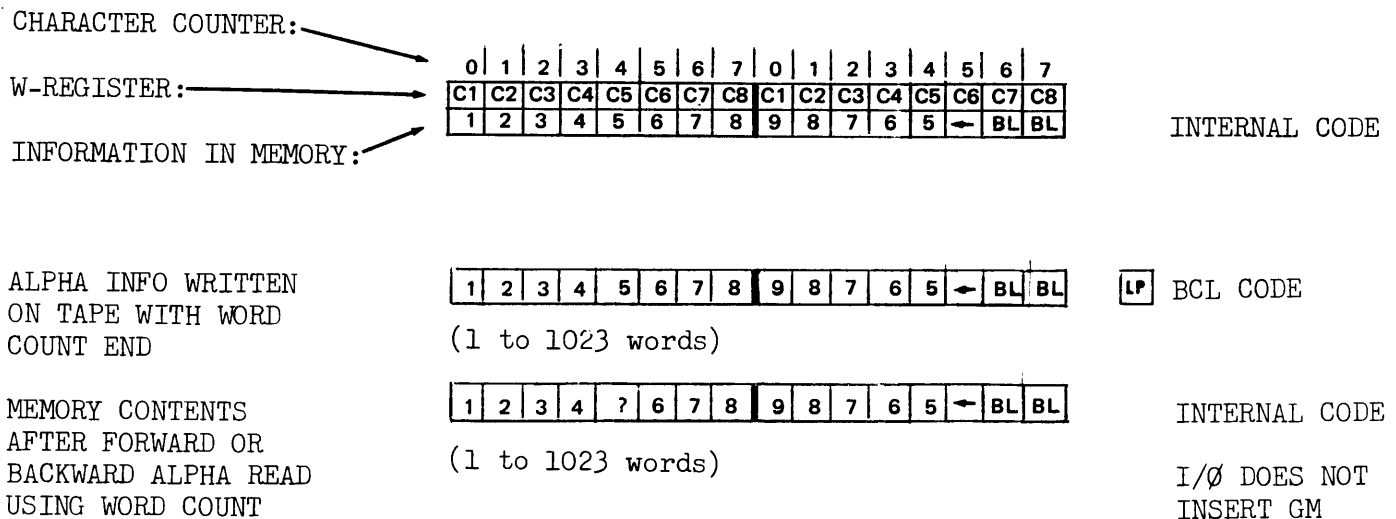 CHARACTER COUNTER:
0 1 2 3 4 5 6 7 0 1 2 3 4 5 6 7
W-REGISTER:
C1 C2 C3 C4 C5 C6 C7 C8 C1 C2 C3 C4 C5 C6 C7 C8
1 2 3 4 5 6 7 8 9 8 7 6 5 ← BL BL
INTERNAL CODE
INFORMATION IN MEMORY:
ALPHA INFO WRITTEN
ON TAPE WITH WORD
COUNT END
1 2 3 4 5 6 7 8 9 8 7 6 5 ← BL BL
LP BCL CODE
(1 to 1023 words)
MEMORY CONTENTS
AFTER FORWARD OR
BACKWARD ALPHA READ
USING WORD COUNT
1 2 3 4 ? 6 7 8 9 8 7 6 5 ← BL BL
(1 to 1023 words)
INTERNAL CODE
I/Ø DOES NOT
INSERT GM